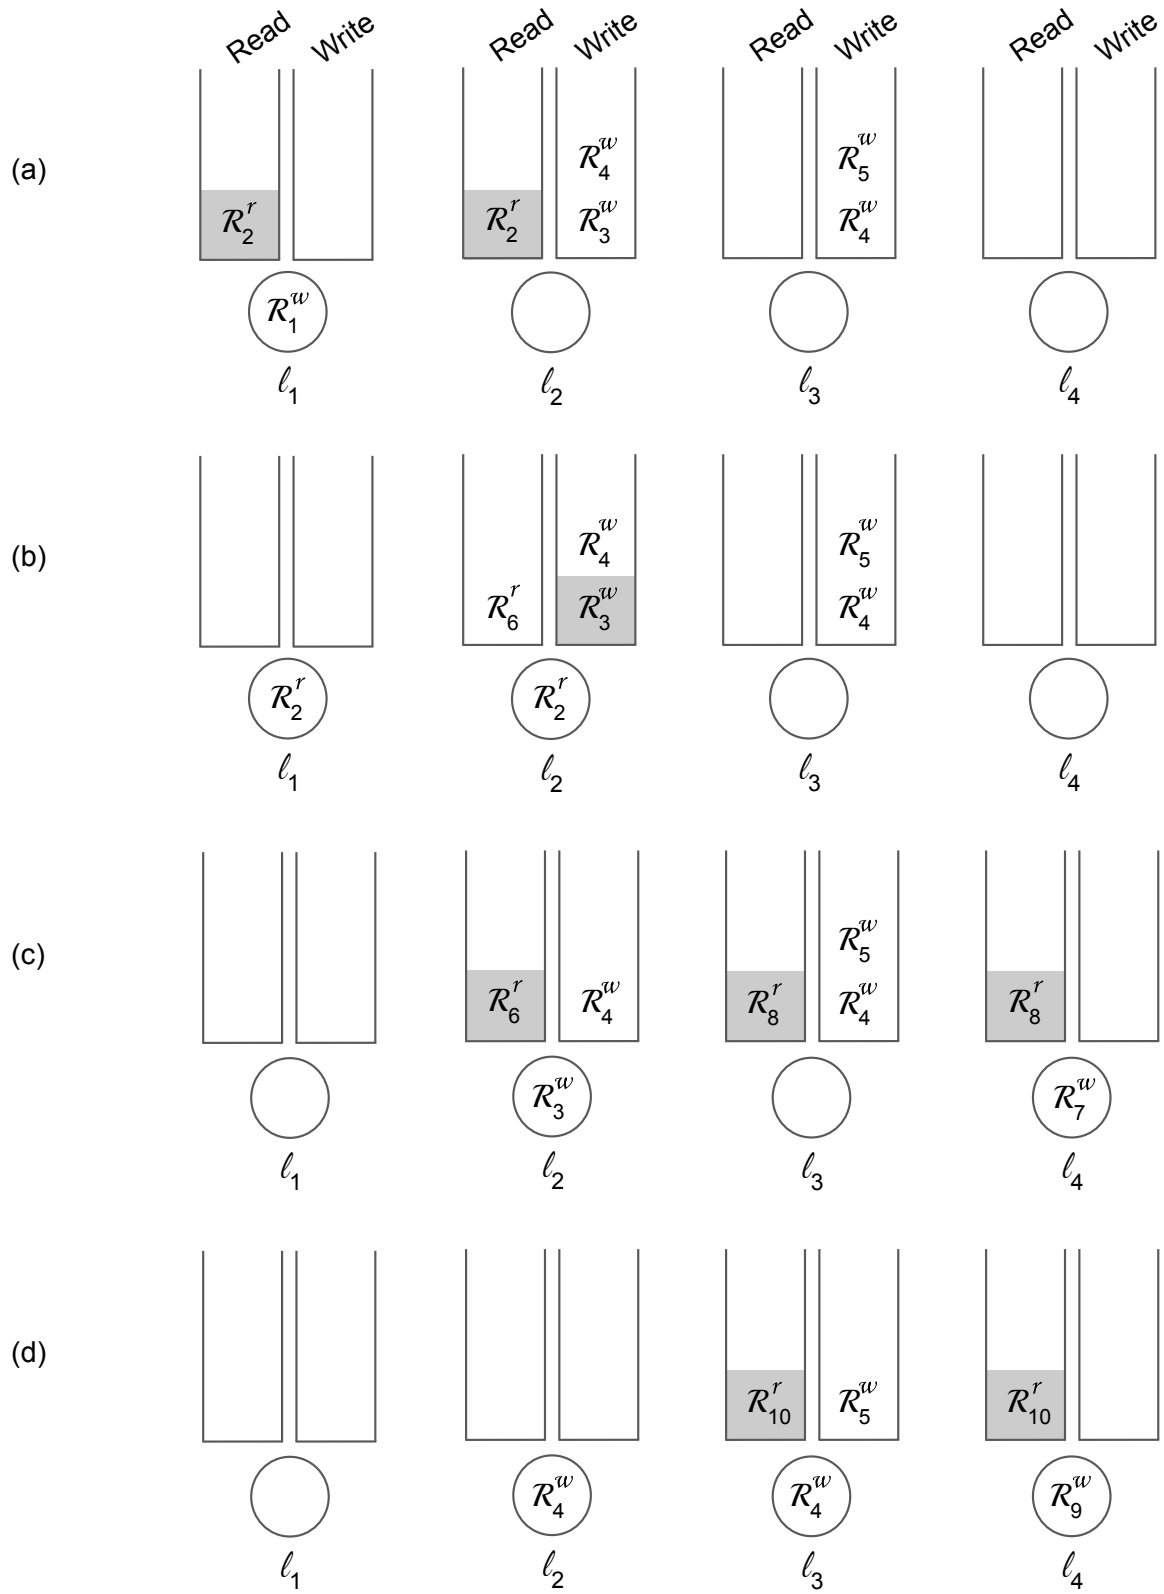 Read Write Read Write Read Write Read Write
(a)
ℛ₄ʷ ℛ₅ʷ
ℛ₂ʳ ℛ₂ʳ ℛ₃ʷ ℛ₄ʷ
ℛ₁ʷ
ℓ₁ ℓ₂ ℓ₃ ℓ₄
(b)
ℛ₄ʷ ℛ₅ʷ
ℛ₆ʳ ℛ₃ʷ ℛ₄ʷ
ℛ₂ʳ ℛ₂ʳ
ℓ₁ ℓ₂ ℓ₃ ℓ₄
(c)
ℛ₅ʷ
ℛ₆ʳ ℛ₄ʷ ℛ₈ʳ ℛ₄ʷ ℛ₈ʳ
ℛ₃ʷ ℛ₇ʷ
ℓ₁ ℓ₂ ℓ₃ ℓ₄
(d)
ℛ₁₀ʳ ℛ₅ʷ ℛ₁₀ʳ
ℛ₄ʷ ℛ₄ʷ ℛ₉ʷ
ℓ₁ ℓ₂ ℓ₃ ℓ₄